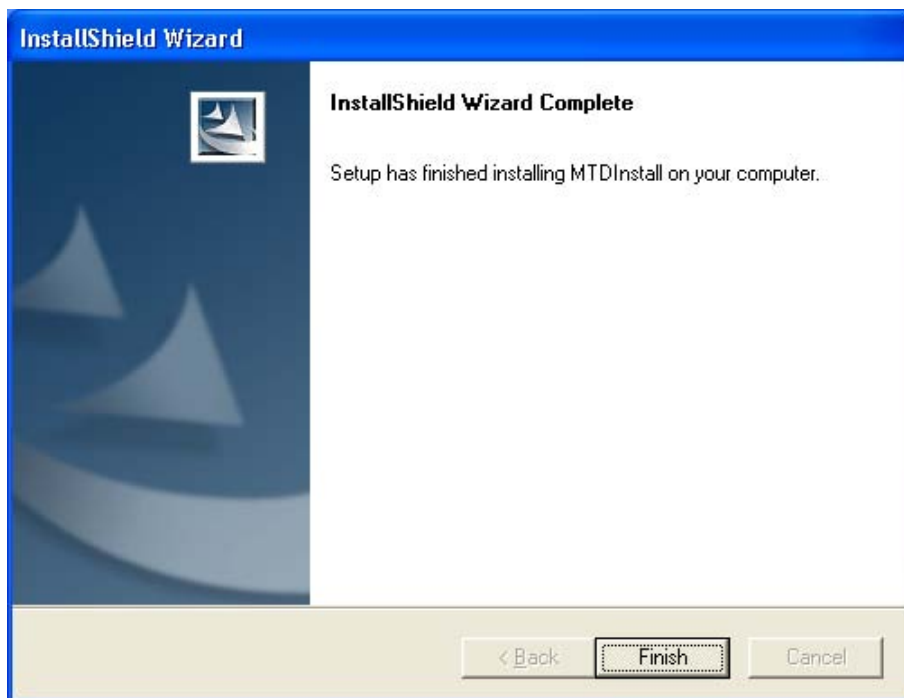 InstallShield Wizard
InstallShield Wizard Complete
Setup has finished installing MTDInstall on your computer.
< Back Finish Cancel